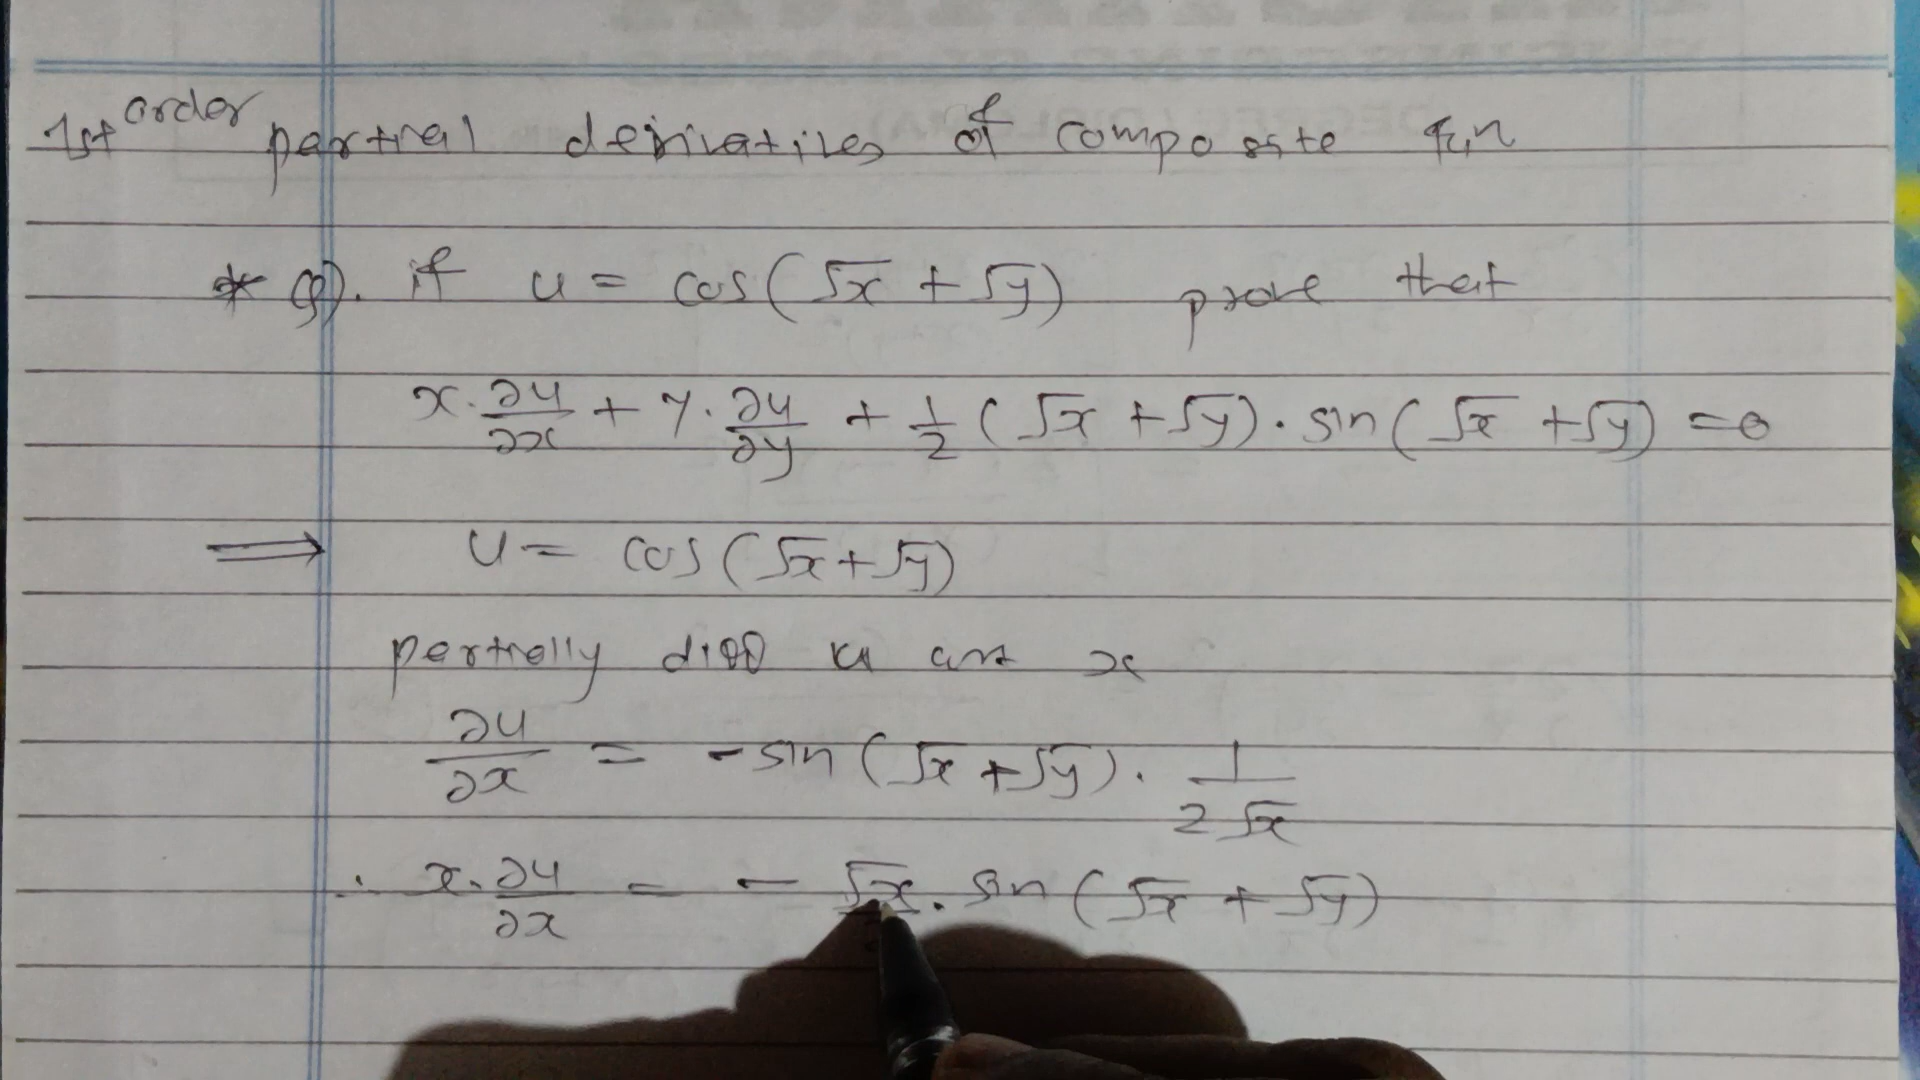 1st order partial derivatives of composite fun
* Q). if u = cos(√x + √y) prove that
x·∂u/∂x + y·∂u/∂y + 1/2 (√x + √y)·sin(√x + √y) = 0
⟹ u = cos(√x + √y)
partially diff u wrt x
∂u/∂x = -sin(√x + √y)· 1/2√x
∴ x·∂u/∂x = - √x· sin(√x + √y)